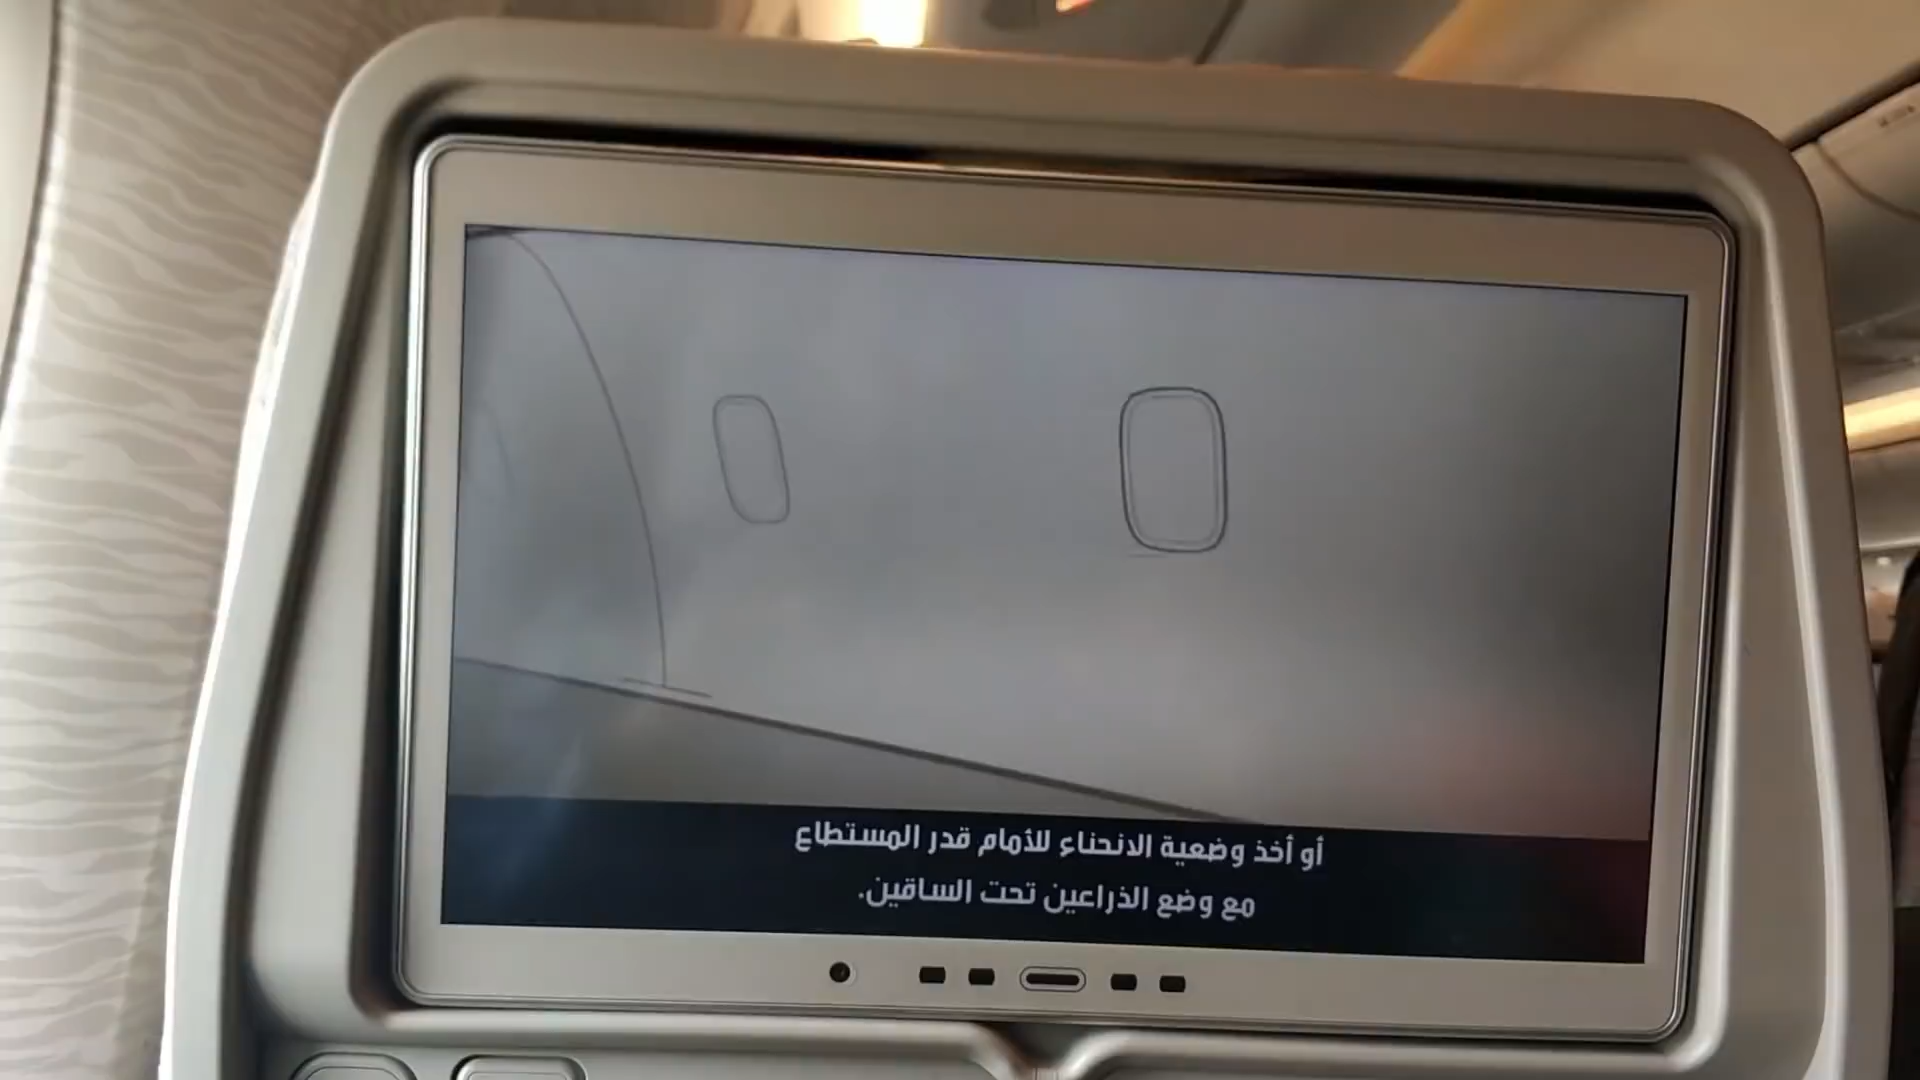 أو أخذ وضعية الانحناء للأمام قدر المستطاع
مع وضع الذراعين تحت الساقين.